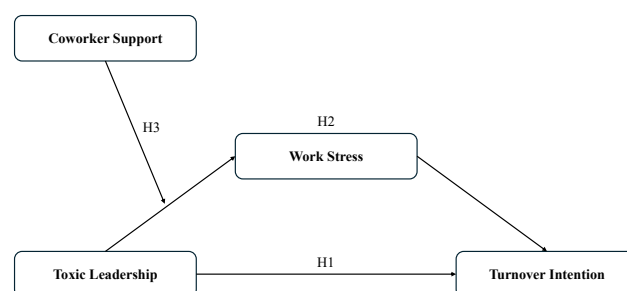 Coworker Support
H3
H2
Work Stress
H1
Toxic Leadership
Turnover Intention